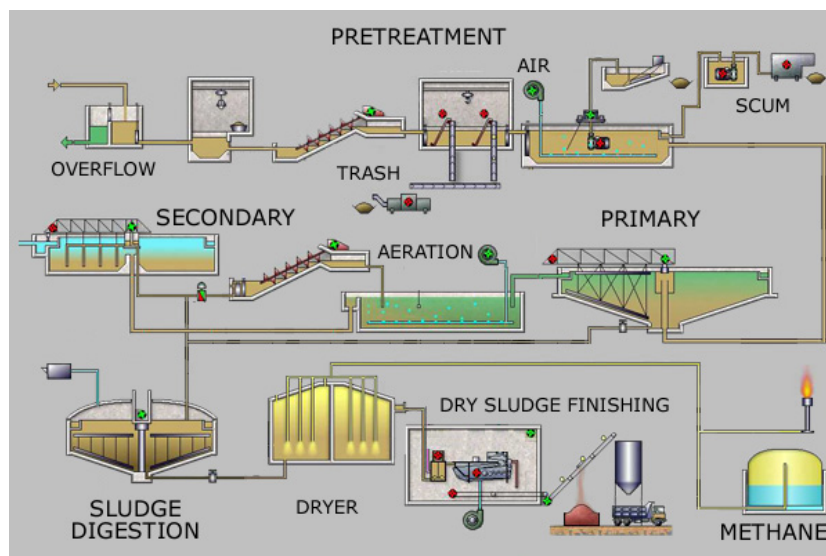 PRETREATMENT
AIR
SCUM
OVERFLOW
TRASH
SECONDARY
PRIMARY
AERATION
DRY SLUDGE FINISHING
SLUDGE
DIGESTION
DRYER
METHANE